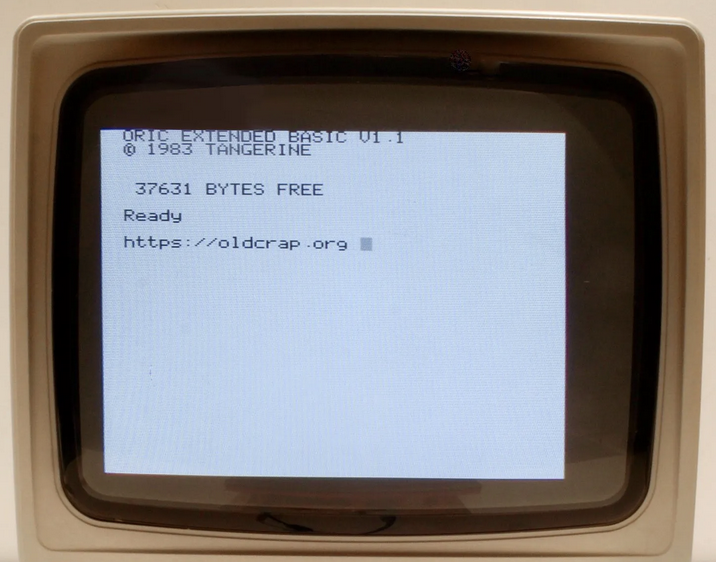 ORIC EXTENDED BASIC V1.1
© 1983 TANGERINE
37631 BYTES FREE
Ready
https://oldcrap.org